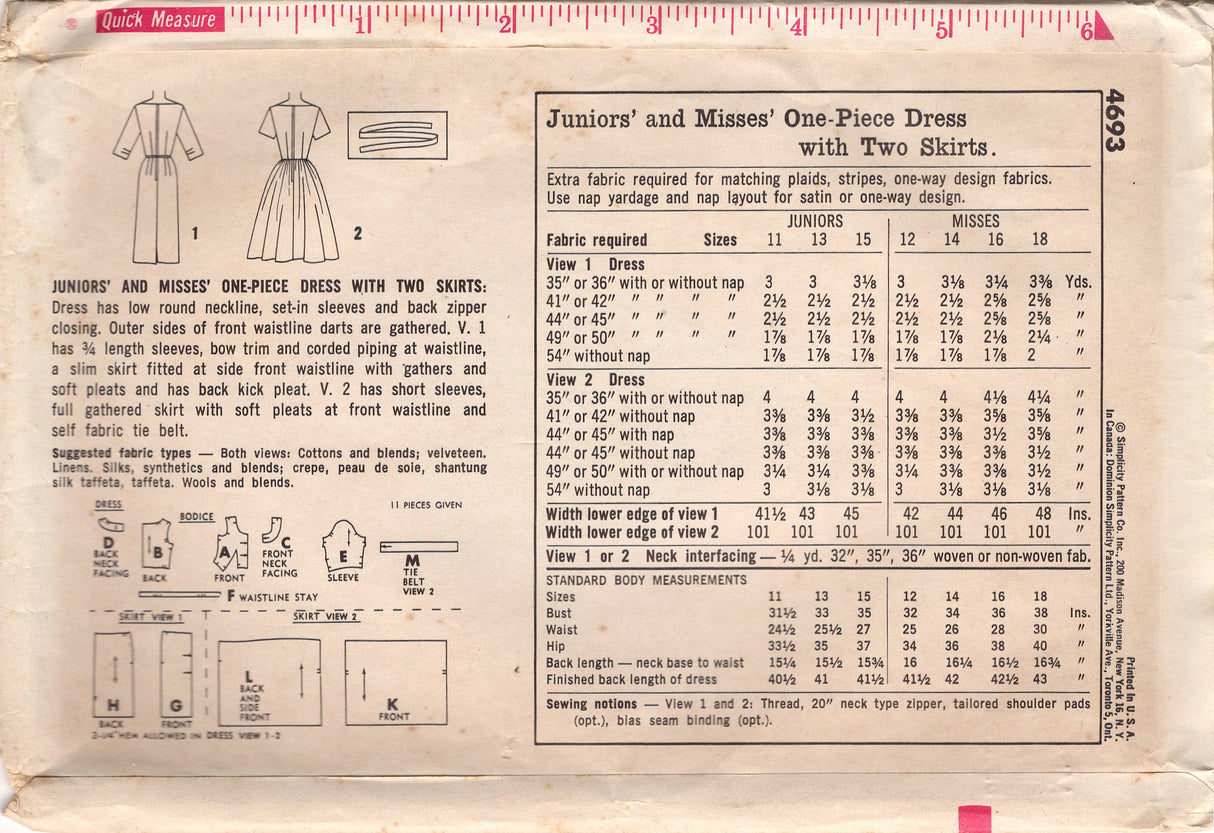 Quick Measure
1 2 3 4 5 6
1
2
JUNIORS' AND MISSES' ONE-PIECE DRESS WITH TWO SKIRTS:
Dress has low round neckline, set-in sleeves and back zipper
closing. Outer sides of front waistline darts are gathered. V. 1
has ¾ length sleeves, bow trim and corded piping at waistline,
a slim skirt fitted at side front waistline with gathers and
soft pleats and has back kick pleat. V. 2 has short sleeves,
full gathered skirt with soft pleats at front waistline and
self fabric tie belt.
Suggested fabric types — Both views: Cottons and blends; velveteen.
Linens. Silks, synthetics and blends; crepe, peau de soie, shantung
silk taffeta, taffeta. Wools and blends.
DRESS
11 PIECES GIVEN
BODICE
D
BACK
NECK
FACING
B
BACK
A
FRONT
C
FRONT
NECK
FACING
E
SLEEVE
M
TIE
BELT
VIEW 2
F WAISTLINE STAY
SKIRT VIEW 1
SKIRT VIEW 2
H
BACK
G
FRONT
L
BACK
AND
SIDE
FRONT
K
FRONT
2-¼" HEM ALLOWED IN DRESS VIEW 1-2
Juniors' and Misses' One-Piece Dress
with Two Skirts.
Extra fabric required for matching plaids, stripes, one-way design fabrics.
Use nap yardage and nap layout for satin or one-way design.
JUNIORS MISSES
Fabric required Sizes 11 13 15 12 14 16 18
View 1 Dress
35" or 36" with or without nap 3 3 3⅛ 3 3⅛ 3¼ 3⅜ Yds.
41" or 42" " " " " 2½ 2½ 2½ 2½ 2½ 2⅝ 2⅝ "
44" or 45" " " " " 2½ 2½ 2½ 2½ 2½ 2⅝ 2⅝ "
49" or 50" " " " " 1⅞ 1⅞ 1⅞ 1⅞ 1⅞ 2⅛ 2¼ "
54" without nap 1⅞ 1⅞ 1⅞ 1⅞ 1⅞ 1⅞ 2 "
View 2 Dress
35" or 36" with or without nap 4 4 4 4 4 4⅛ 4¼ "
41" or 42" without nap 3⅜ 3⅜ 3½ 3⅜ 3⅜ 3⅝ 3⅝ "
44" or 45" with nap 3⅜ 3⅜ 3⅜ 3⅜ 3⅜ 3½ 3⅝ "
44" or 45" without nap 3⅜ 3⅜ 3⅜ 3⅜ 3⅜ 3⅜ 3½ "
49" or 50" with or without nap 3¼ 3¼ 3⅜ 3¼ 3⅜ 3⅜ 3½ "
54" without nap 3 3⅛ 3⅛ 3 3⅛ 3⅛ 3⅛ "
Width lower edge of view 1 41½ 43 45 42 44 46 48 Ins.
Width lower edge of view 2 101 101 101 101 101 101 101 "
View 1 or 2 Neck interfacing — ¼ yd. 32", 35", 36" woven or non-woven fab.
STANDARD BODY MEASUREMENTS
Sizes 11 13 15 12 14 16 18
Bust 31½ 33 35 32 34 36 38 Ins.
Waist 24½ 25½ 27 25 26 28 30 "
Hip 33½ 35 37 34 36 38 40 "
Back length — neck base to waist 15¼ 15½ 15¾ 16 16¼ 16½ 16¾ "
Finished back length of dress 40½ 41 41½ 41½ 42 42½ 43 "
Sewing notions — View 1 and 2: Thread, 20" neck type zipper, tailored shoulder pads
(opt.), bias seam binding (opt.).
4693
© Simplicity Pattern Co. Inc., 200 Madison Avenue, New York 16, N. Y.
In Canada: Dominion Simplicity Pattern Ltd., Yorkville Ave., Toronto 5, Ont.
Printed in U. S. A.